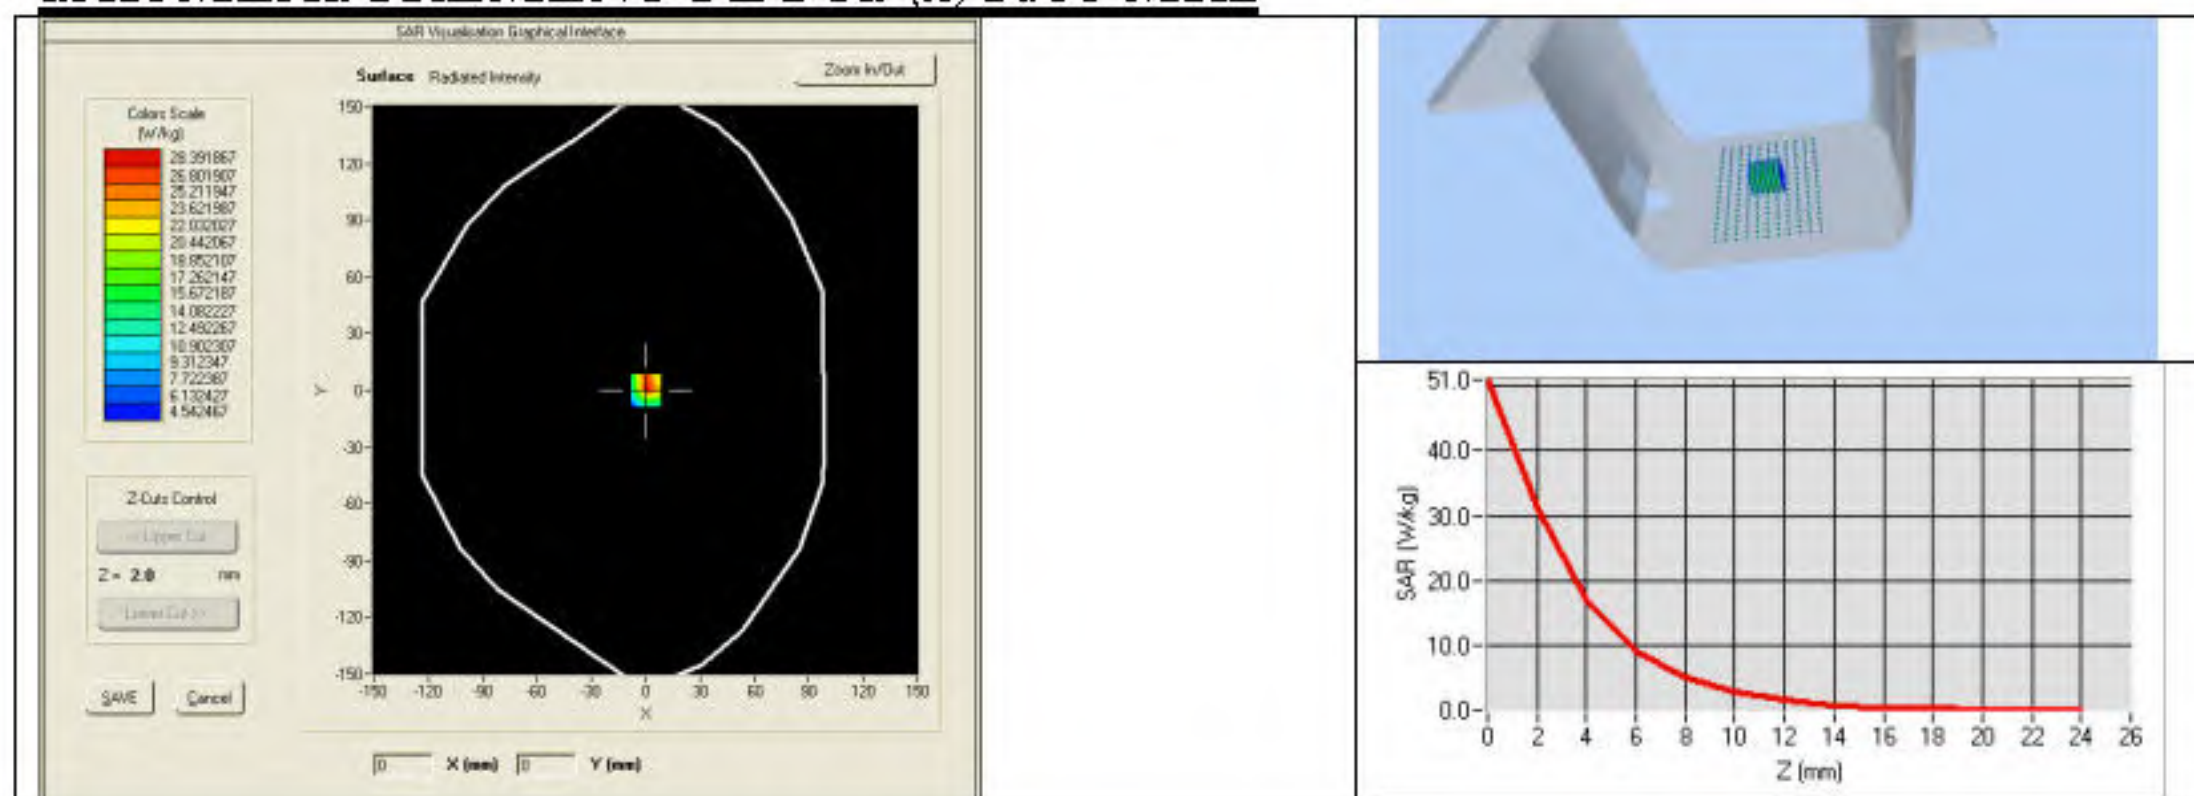 SAR Visualisation Graphical Interface
Surface Radiated Intensity
Zoom In/Out
Colors Scale
(W/kg)
28.391867
26.801907
25.211947
23.621987
22.032027
20.442067
18.852107
17.262147
15.672187
14.082227
12.492267
10.902307
9.312347
7.722387
6.132427
4.542467
Z-Cuts Control
<< Upper Cut
Z = 2.0 mm
Lower Cut >>
SAVE Cancel
150
120
90
60
30
0
-30
-60
-90
-120
-150
Y
-150 -120 -90 -60 -30 0 30 60 90 120 150
X
0 X (mm) 0 Y (mm)
51.0
40.0
30.0
20.0
10.0
0.0
SAR (W/kg)
0 2 4 6 8 10 12 14 16 18 20 22 24 26
Z (mm)